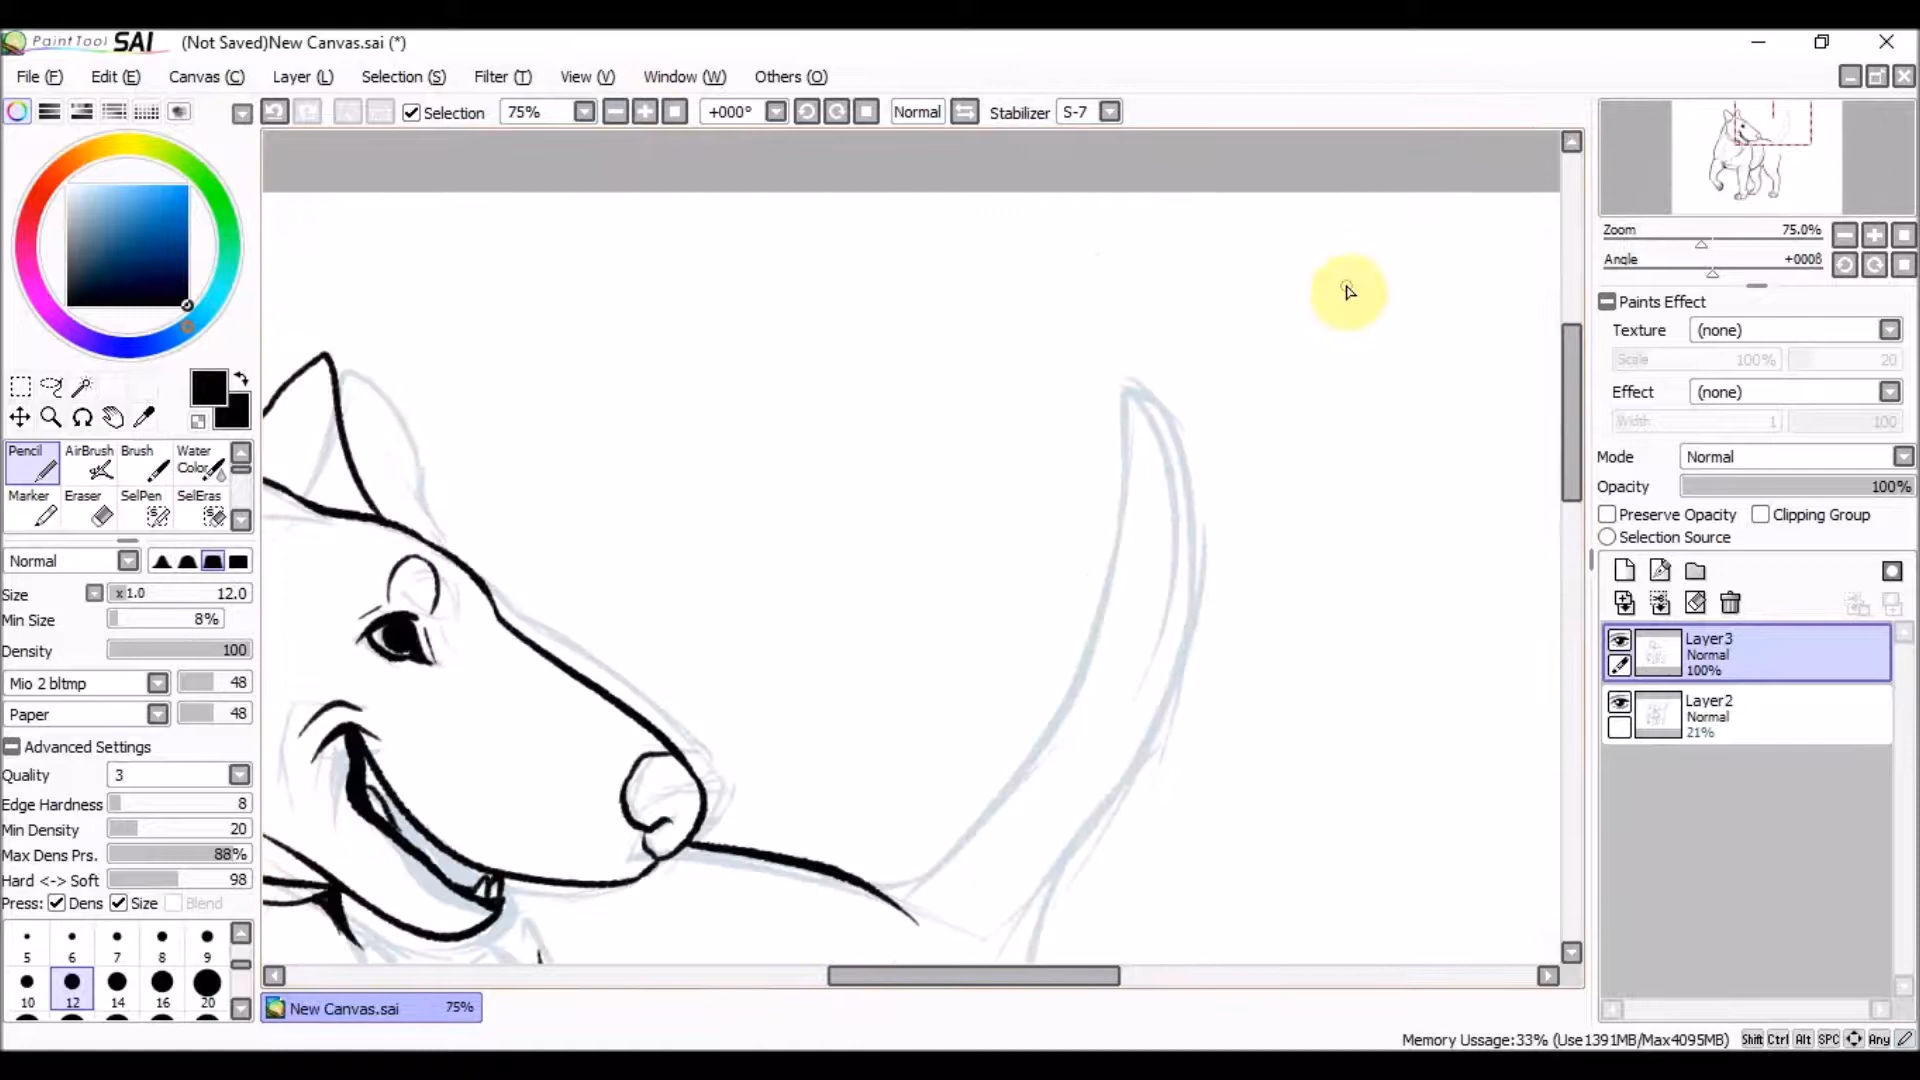 PaintTool SAI (Not Saved)New Canvas.sai (*)
File (F) Edit (E) Canvas (C) Layer (L) Selection (S) Filter (T) View (V) Window (W) Others (O)
Selection 75% +000° Normal Stabilizer S-7
Zoom 75.0%
Angle +000ß
Paints Effect
Texture (none)
Scale 100% 20
Effect (none)
Width 1 100
Mode Normal
Opacity 100%
Preserve Opacity Clipping Group
Selection Source
Layer3
Normal
100%
Layer2
Normal
21%
Pencil AirBrush Brush Water Color
Marker Eraser SelPen SelEras
Normal
Size x 1.0 12.0
Min Size 8%
Density 100
Mio 2 bltmp 48
Paper 48
Advanced Settings
Quality 3
Edge Hardness 8
Min Density 20
Max Dens Prs. 88%
Hard <-> Soft 98
Press: Dens Size Blend
5 6 7 8 9
10 12 14 16 20
New Canvas.sai 75%
Memory Ussage:33% (Use1391MB/Max4095MB) Shift Ctrl Alt SPC Any